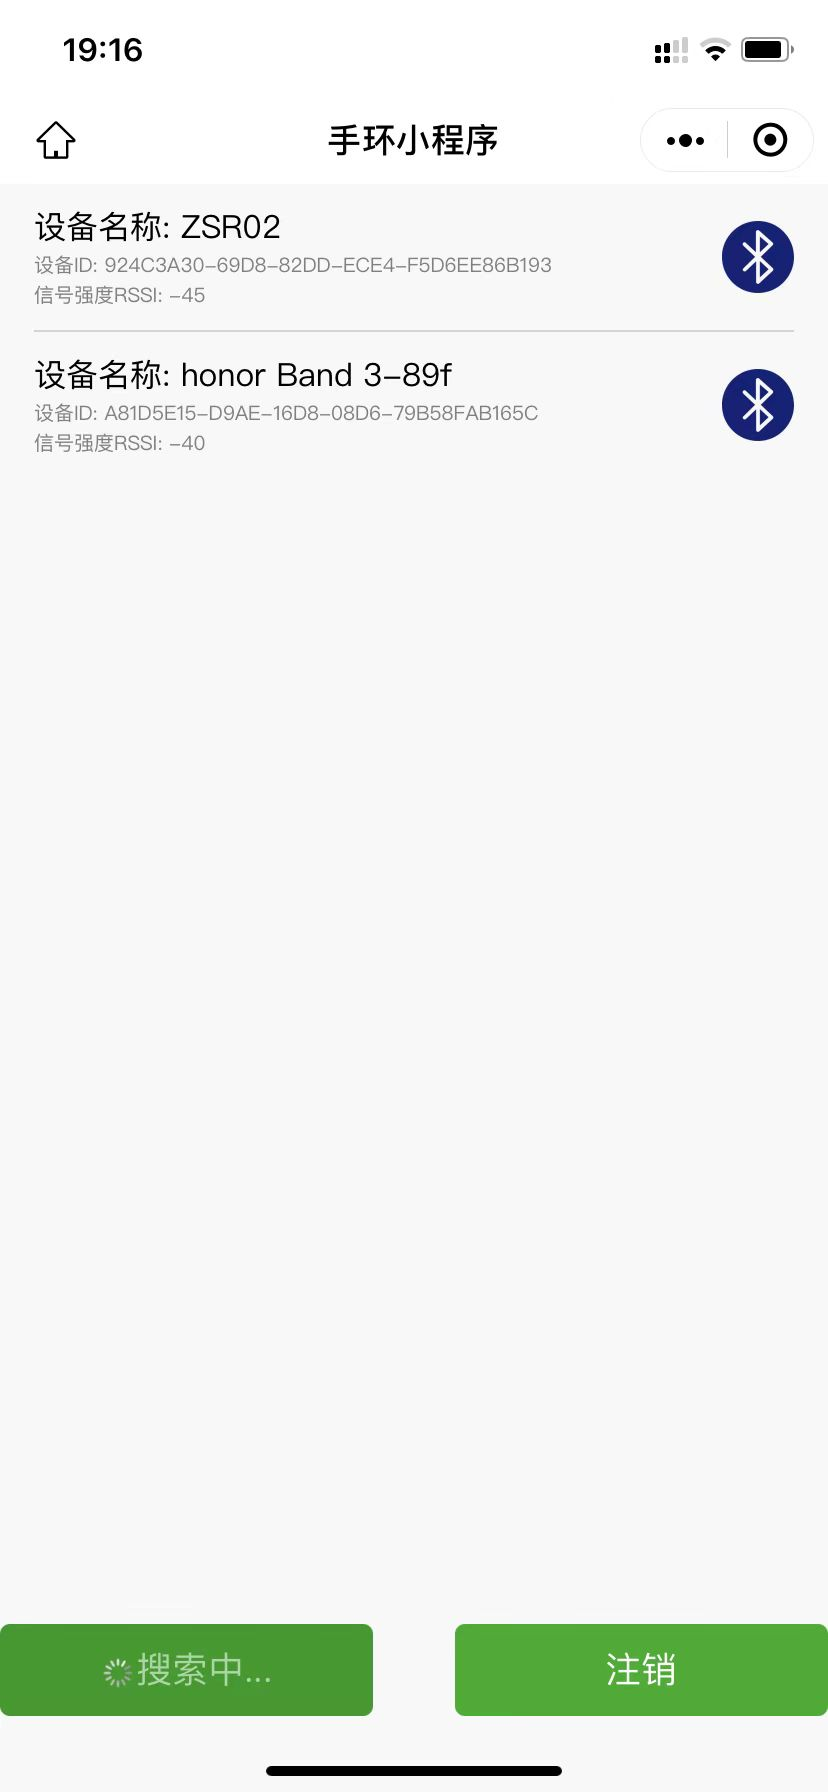 19:16
手环小程序
设备名称: ZSR02
设备ID: 924C3A30-69D8-82DD-ECE4-F5D6EE86B193
信号强度RSSI: -45
设备名称: honor Band 3-89f
设备ID: A81D5E15-D9AE-16D8-08D6-79B58FAB165C
信号强度RSSI: -40
搜索中...
注销